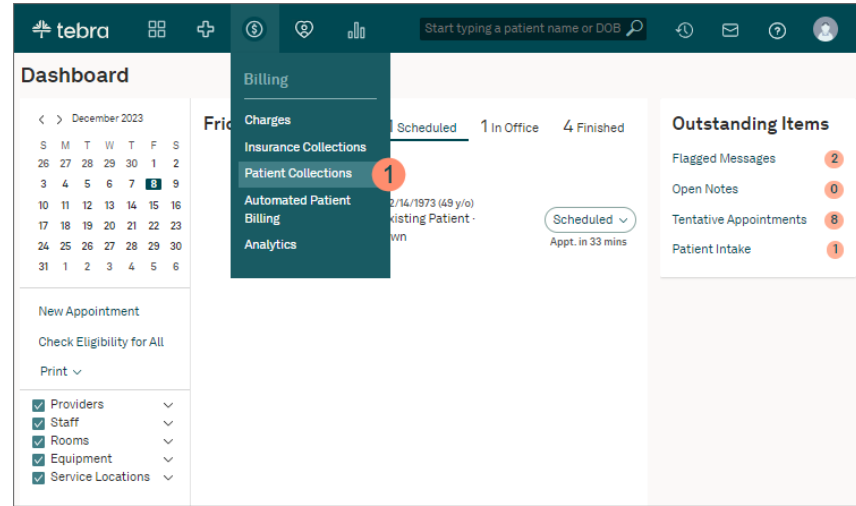 tebra
Start typing a patient name or DOB
Dashboard
December 2023
S M T W T F S
26 27 28 29 30 1 2
3 4 5 6 7 8 9
10 11 12 13 14 15 16
17 18 19 20 21 22 23
24 25 26 27 28 29 30
31 1 2 3 4 5 6
New Appointment
Check Eligibility for All
Print
Providers
Staff
Rooms
Equipment
Service Locations
Billing
Charges
Insurance Collections
Patient Collections 1
Automated Patient
Billing
Analytics
Scheduled 1 In Office 4 Finished
2/14/1973 (49 y/o)
xisting Patient ·
wn
Scheduled
Appt. in 33 mins
Outstanding Items
Flagged Messages 2
Open Notes 0
Tentative Appointments 8
Patient Intake 1